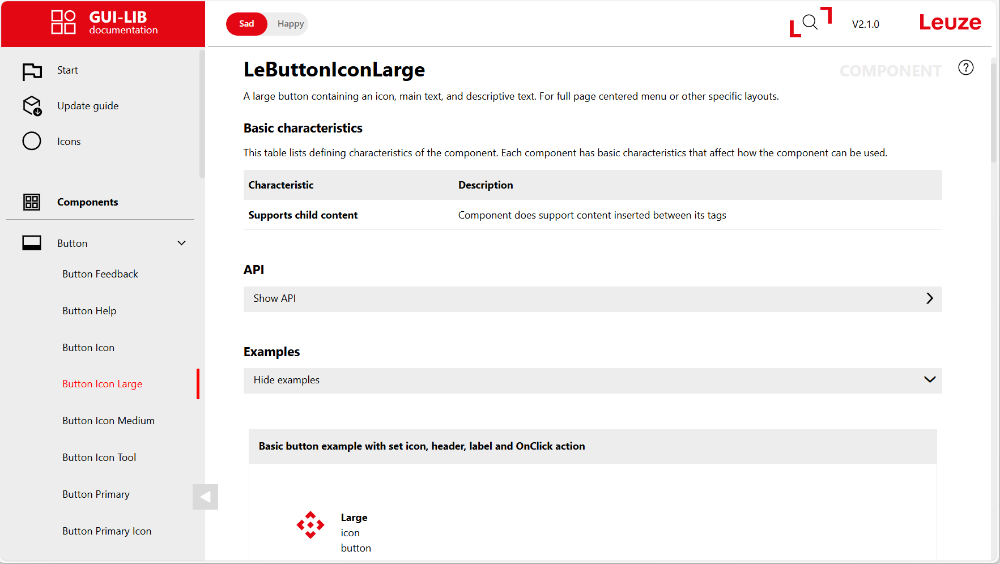 GUI-LIB
documentation
Sad
Happy
V2.1.0
Leuze
Start
Update guide
Icons
Components
Button
Button Feedback
Button Help
Button Icon
Button Icon Large
Button Icon Medium
Button Icon Tool
Button Primary
Button Primary Icon
LeButtonIconLarge
COMPONENT
?
A large button containing an icon, main text, and descriptive text. For full page centered menu or other specific layouts.
Basic characteristics
This table lists defining characteristics of the component. Each component has basic characteristics that affect how the component can be used.
Characteristic Description
Supports child content Component does support content inserted between its tags
API
Show API
Examples
Hide examples
Basic button example with set icon, header, label and OnClick action
Large
icon
button